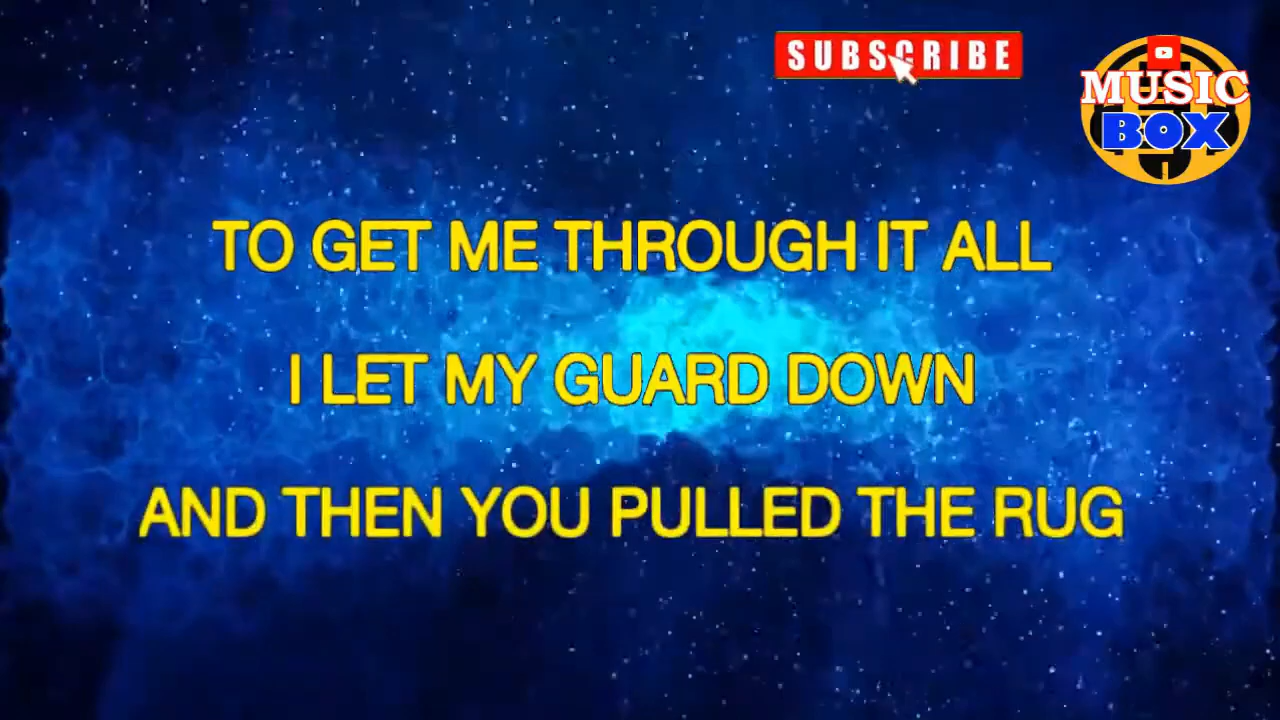 SUBSCRIBE
MUSIC
BOX
TO GET ME THROUGH IT ALL
I LET MY GUARD DOWN
AND THEN YOU PULLED THE RUG